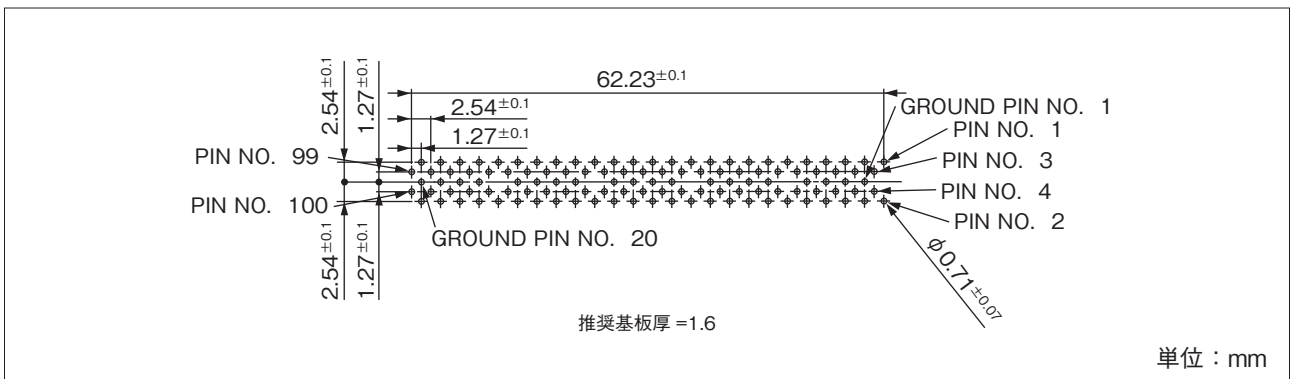 62.23±0.1
2.54±0.1
1.27±0.1
2.54±0.1
1.27±0.1
GROUND PIN NO. 1
PIN NO. 1
PIN NO. 99
PIN NO. 3
PIN NO. 100
PIN NO. 4
PIN NO. 2
GROUND PIN NO. 20
2.54±0.1
1.27±0.1
φ0.71±0.07
推奨基板厚 =1.6
単位：mm